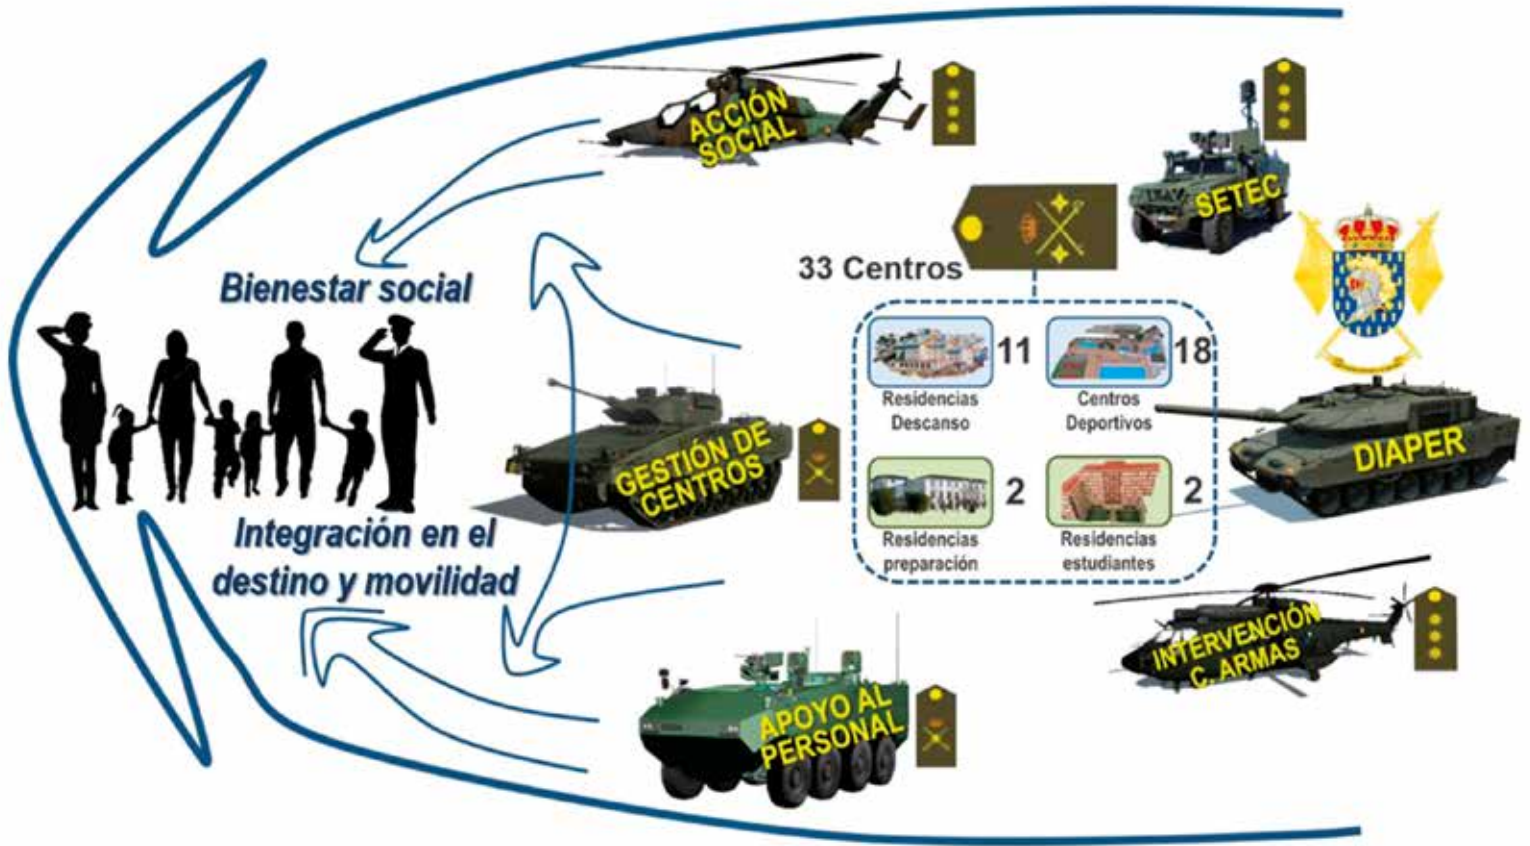 ACCIÓN
SOCIAL
SETEC
33 Centros
Bienestar social
11
18
Residencias
Descanso
Centros
Deportivos
GESTIÓN DE
CENTROS
DIAPER
2
2
Residencias
preparación
Residencias
estudiantes
Integración en el
destino y movilidad
INTERVENCIÓN
C. ARMAS
APOYO AL
PERSONAL